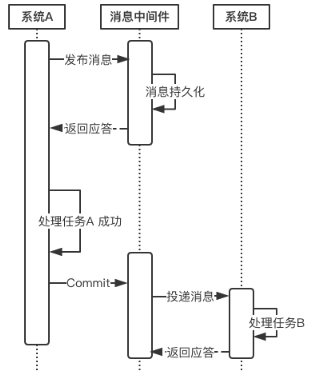 系统A
消息中间件
系统B
发布消息
消息持久化
返回应答
处理任务A 成功
Commit
投递消息
处理任务B
返回应答